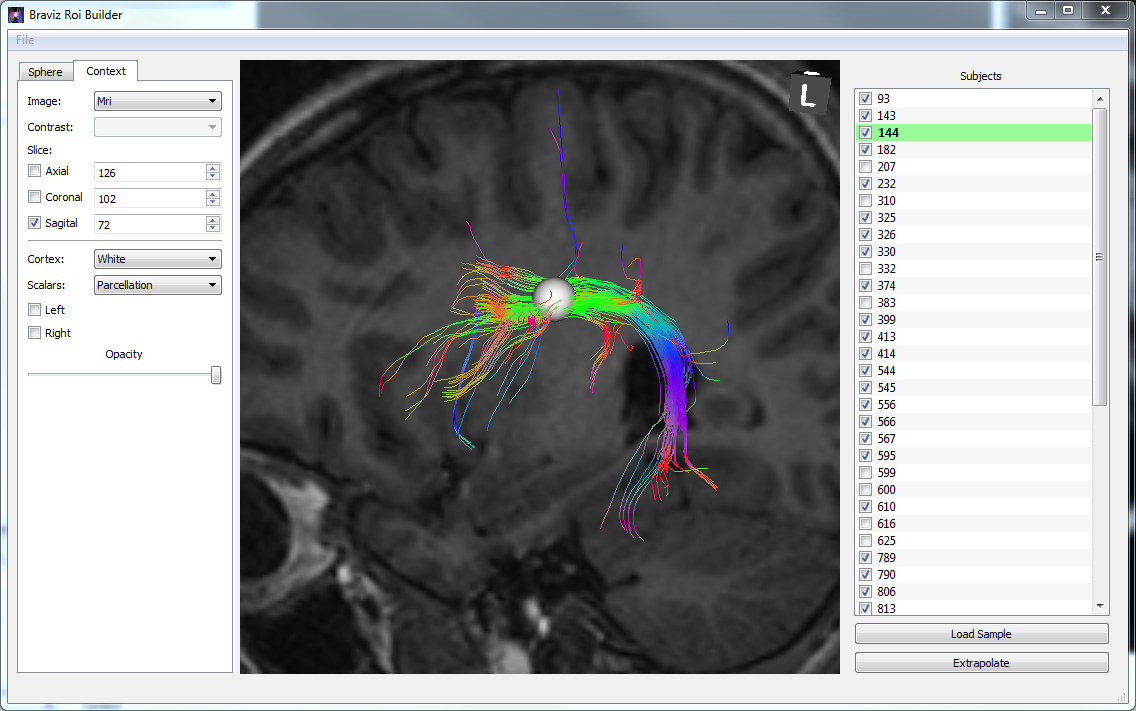 Braviz Roi Builder
File
Sphere
Context
Image: Mri
Contrast:
Slice:
Axial 126
Coronal 102
Sagital 72
Cortex: White
Scalars: Parcellation
Left
Right
Opacity
L
Subjects
93
143
144
182
207
232
310
325
326
330
332
374
383
399
413
414
544
545
556
566
567
595
599
600
610
616
625
789
790
806
813
Load Sample
Extrapolate